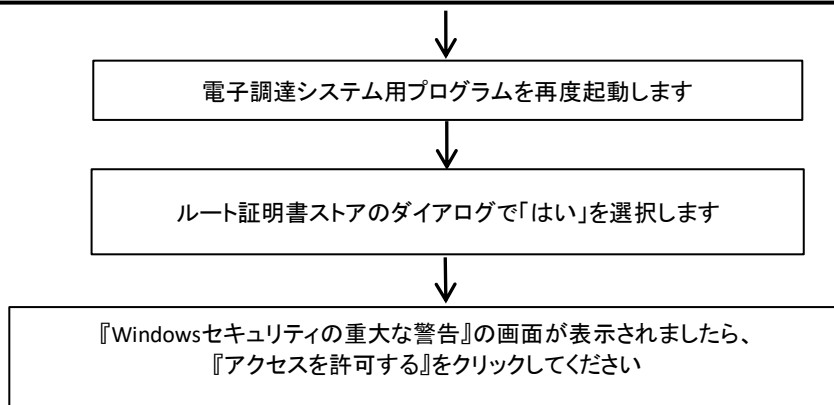 電子調達システム用プログラムを再度起動します
ルート証明書ストアのダイアログで「はい」を選択します
『Windowsセキュリティの重大な警告』の画面が表示されましたら、
『アクセスを許可する』をクリックしてください